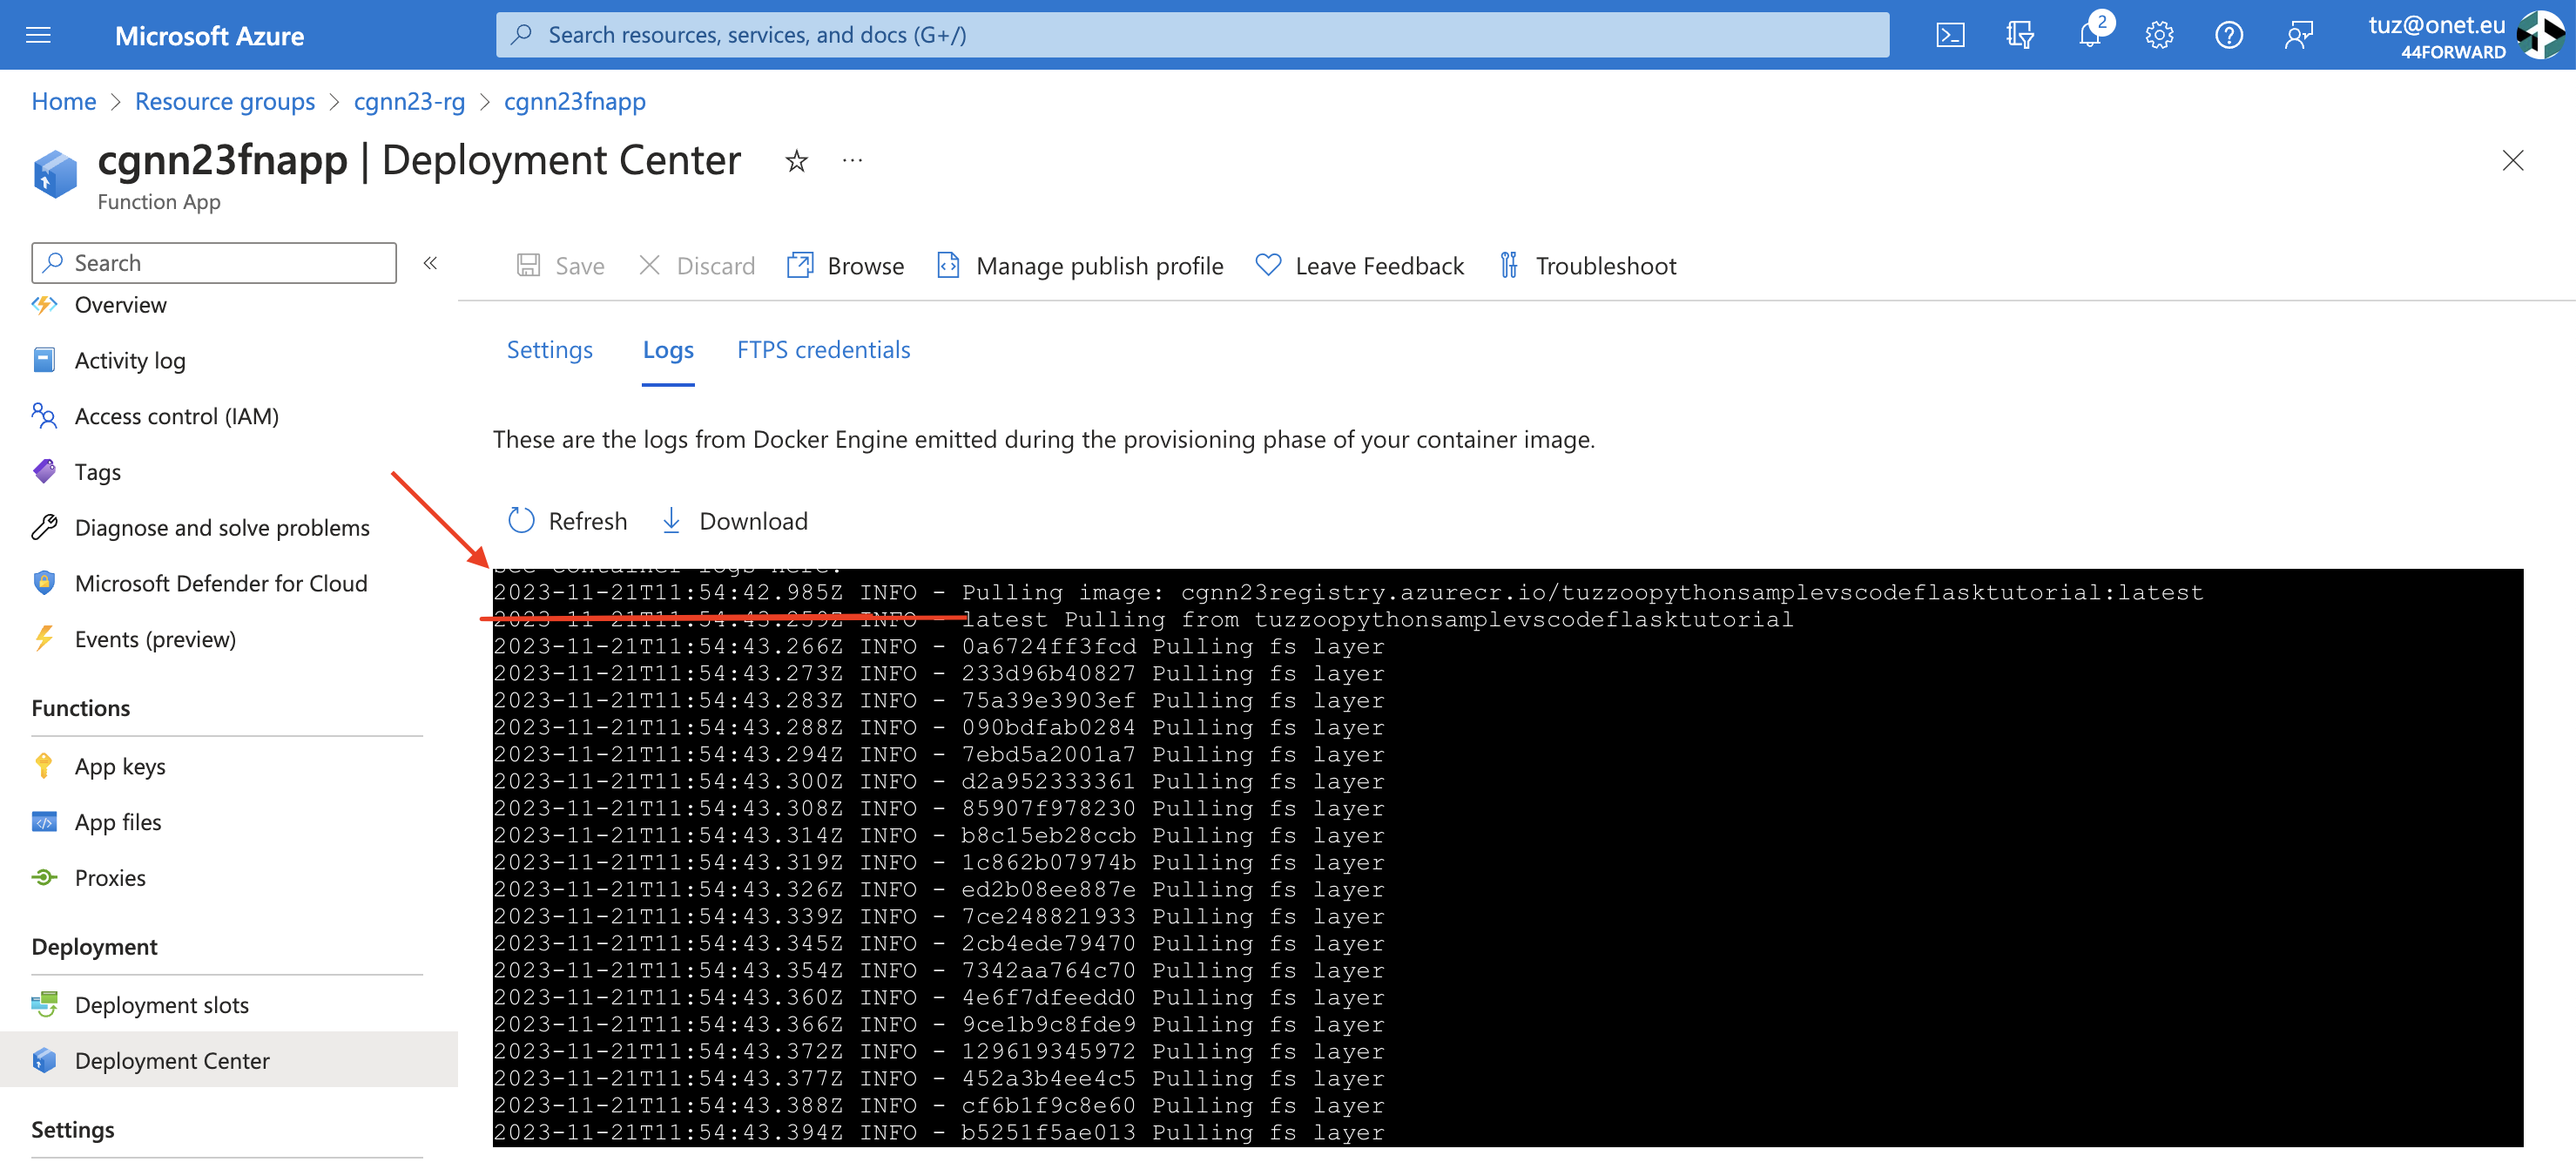 Microsoft Azure
Search resources, services, and docs (G+/)
2
tuz@onet.eu
44FORWARD
Home > Resource groups > cgnn23-rg > cgnn23fnapp
cgnn23fnapp | Deployment Center
Function App
Search
Overview
Activity log
Access control (IAM)
Tags
Diagnose and solve problems
Microsoft Defender for Cloud
Events (preview)
Functions
App keys
App files
Proxies
Deployment
Deployment slots
Deployment Center
Settings
Save
Discard
Browse
Manage publish profile
Leave Feedback
Troubleshoot
Settings
Logs
FTPS credentials
These are the logs from Docker Engine emitted during the provisioning phase of your container image.
Refresh
Download
see container logs here.
2023-11-21T11:54:42.985Z INFO - Pulling image: cgnn23registry.azurecr.io/tuzzoopythonsamplevscodeflasktutorial:latest
2023-11-21T11:54:43.259Z INFO - latest Pulling from tuzzoopythonsamplevscodeflasktutorial
2023-11-21T11:54:43.266Z INFO - 0a6724ff3fcd Pulling fs layer
2023-11-21T11:54:43.273Z INFO - 233d96b40827 Pulling fs layer
2023-11-21T11:54:43.283Z INFO - 75a39e3903ef Pulling fs layer
2023-11-21T11:54:43.288Z INFO - 090bdfab0284 Pulling fs layer
2023-11-21T11:54:43.294Z INFO - 7ebd5a2001a7 Pulling fs layer
2023-11-21T11:54:43.300Z INFO - d2a952333361 Pulling fs layer
2023-11-21T11:54:43.308Z INFO - 85907f978230 Pulling fs layer
2023-11-21T11:54:43.314Z INFO - b8c15eb28ccb Pulling fs layer
2023-11-21T11:54:43.319Z INFO - 1c862b07974b Pulling fs layer
2023-11-21T11:54:43.326Z INFO - ed2b08ee887e Pulling fs layer
2023-11-21T11:54:43.339Z INFO - 7ce248821933 Pulling fs layer
2023-11-21T11:54:43.345Z INFO - 2cb4ede79470 Pulling fs layer
2023-11-21T11:54:43.354Z INFO - 7342aa764c70 Pulling fs layer
2023-11-21T11:54:43.360Z INFO - 4e6f7dfeedd0 Pulling fs layer
2023-11-21T11:54:43.366Z INFO - 9ce1b9c8fde9 Pulling fs layer
2023-11-21T11:54:43.372Z INFO - 129619345972 Pulling fs layer
2023-11-21T11:54:43.377Z INFO - 452a3b4ee4c5 Pulling fs layer
2023-11-21T11:54:43.388Z INFO - cf6b1f9c8e60 Pulling fs layer
2023-11-21T11:54:43.394Z INFO - b5251f5ae013 Pulling fs layer